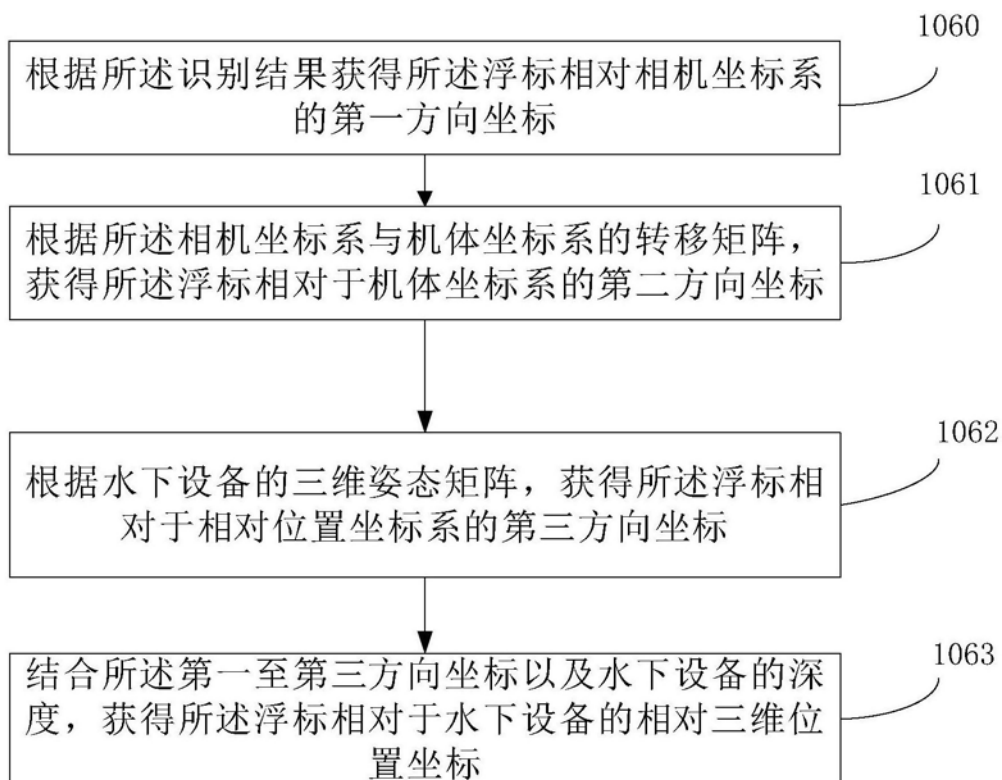 1060
根据所述识别结果获得所述浮标相对相机坐标系
的第一方向坐标
1061
根据所述相机坐标系与机体坐标系的转移矩阵，
获得所述浮标相对于机体坐标系的第二方向坐标
1062
根据水下设备的三维姿态矩阵，获得所述浮标相
对于相对位置坐标系的第三方向坐标
1063
结合所述第一至第三方向坐标以及水下设备的深
度，获得所述浮标相对于水下设备的相对三维位
置坐标